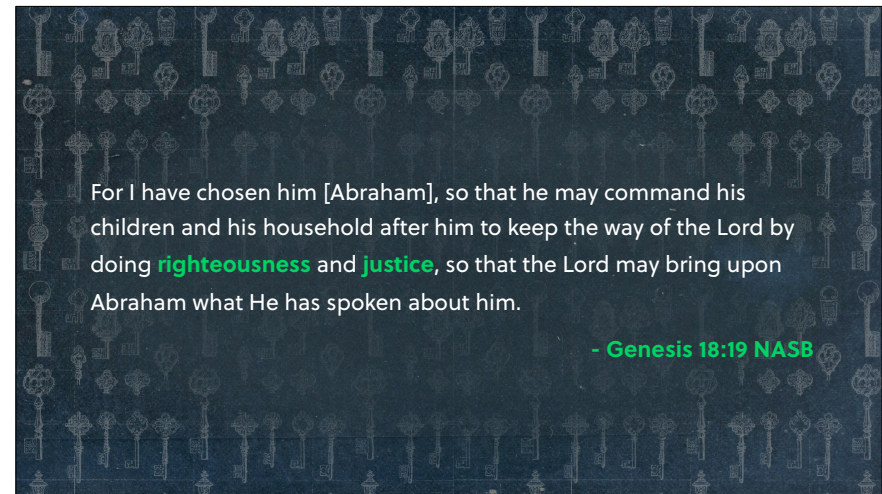 For I have chosen him [Abraham], so that he may command his
children and his household after him to keep the way of the Lord by
doing righteousness and justice, so that the Lord may bring upon
Abraham what He has spoken about him.
- Genesis 18:19 NASB